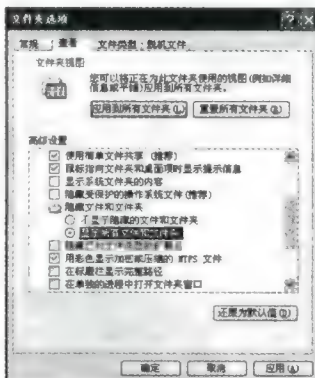 文件夹选项
常规 查看 文件类型 脱机文件
文件夹视图
您可以将正在为此文件夹使用的视图(例如详细
信息或平铺)应用到所有文件夹。
应用到所有文件夹(L) 重置所有文件夹(R)
高级设置
使用简单文件共享 (推荐)
鼠标指向文件夹和桌面项时显示提示信息
显示系统文件夹的内容
隐藏受保护的操作系统文件(推荐)
隐藏文件和文件夹
不显示隐藏的文件和文件夹
显示所有文件和文件夹
用彩色显示加密或压缩的 NTFS 文件
在标题栏显示完整路径
在单独的进程中打开文件夹窗口
还原为默认值(D)
确定 取消 应用(A)